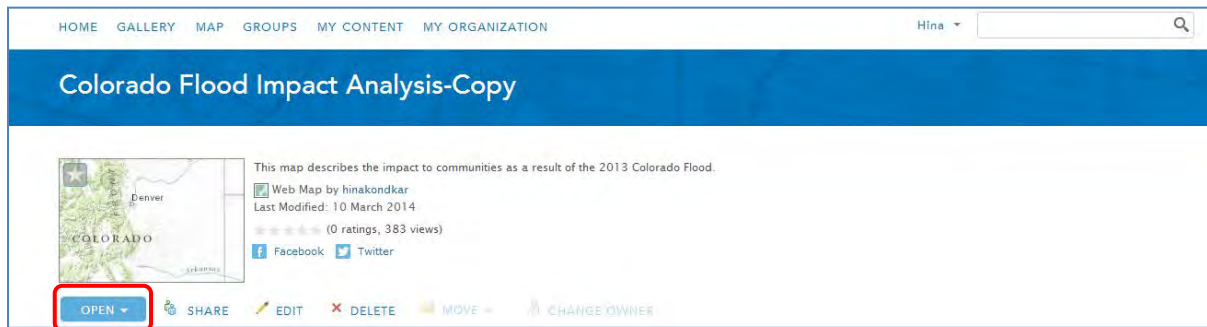 HOME GALLERY MAP GROUPS MY CONTENT MY ORGANIZATION Hina
Colorado Flood Impact Analysis-Copy
This map describes the impact to communities as a result of the 2013 Colorado Flood.
Web Map by hinakondkar
Last Modified: 10 March 2014
(0 ratings, 383 views)
Facebook Twitter
Denver
COLORADO
Arkansas
OPEN SHARE EDIT DELETE MOVE CHANGE OWNER